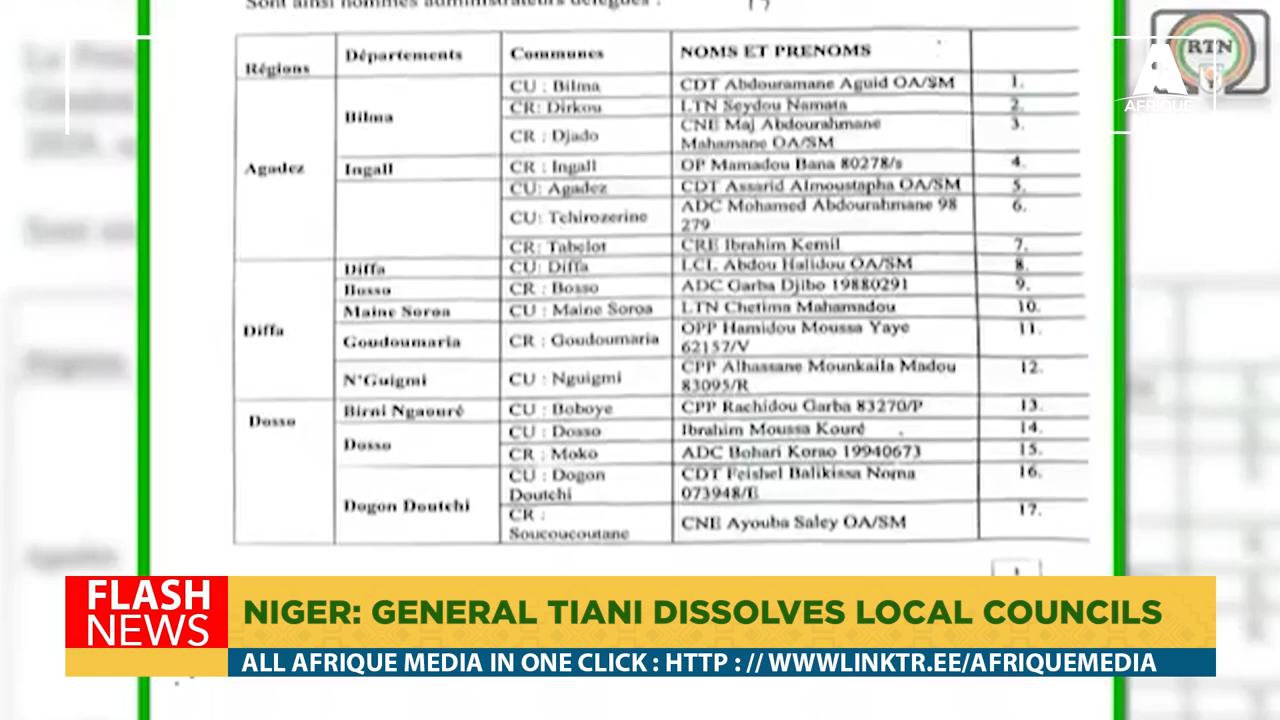 Sont ainsi nommés administrateurs délégués :
Régions Départements Communes NOMS ET PRENOMS
Agadez Bilma CU : Bilma CDT Abdouramane Aguid OA/SM 1.
CR: Dirkou LTN Seydou Namata 2.
CR : Djado CNE Maj Abdourahmane 3.
Mahamane OA/SM
Ingall CR : Ingall OP Mamadou Bana 80278/s 4.
CU: Agadez CDT Assarid Almoustapha OA/SM 5.
CU: Tchirozerine ADC Mohamed Abdourahmane 98 6.
279
CR: Tabelot CRE Ibrahim Kemil 7.
Diffa Diffa CU: Diffa LCL Abdou Halidou OA/SM 8.
Bosso CR : Bosso ADC Garba Djibo 19880291 9.
Maine Soroa CU : Maine Soroa LTN Chetima Mahamadou 10.
Goudoumaria CR : Goudoumaria OPP Hamidou Moussa Yaye 11.
62157/V
N'Guigmi CU : Nguigmi CPP Alhassane Mounkaila Madou 12.
83095/R
Dosso Birni Ngaouré CU : Boboye CPP Rachidou Garba 83270/P 13.
Dosso CU : Dosso Ibrahim Moussa Kouré 14.
CR : Moko ADC Bohari Korao 19940673 15.
Dogon Doutchi CU : Dogon CDT Feishel Balikissa Noma 16.
Doutchi 073948/E
CR : CNE Ayouba Saley OA/SM 17.
Soucoucoutane
RTN
AFRIQUE
FLASH
NEWS
NIGER: GENERAL TIANI DISSOLVES LOCAL COUNCILS
ALL AFRIQUE MEDIA IN ONE CLICK : HTTP : // WWWLINKTR.EE/AFRIQUEMEDIA